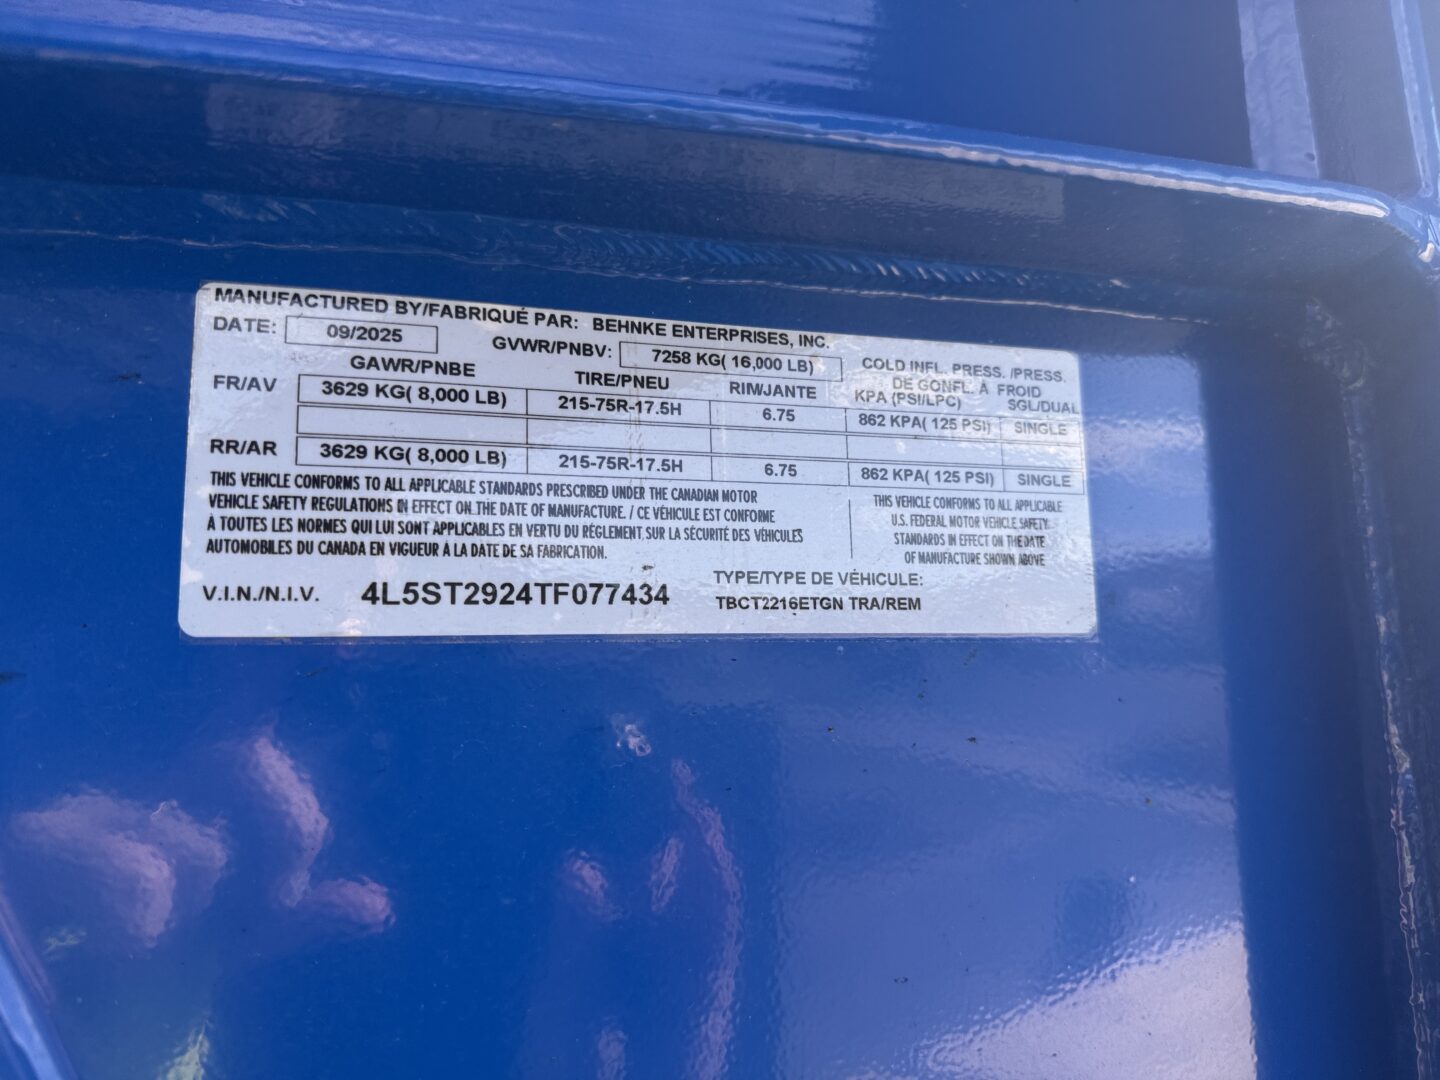 MANUFACTURED BY/FABRIQUÉ PAR: BEHNKE ENTERPRISES, INC.
DATE: 09/2025 GVWR/PNBV: 7258 KG( 16,000 LB) COLD INFL. PRESS. /PRESS.
DE GONFL. À FROID
GAWR/PNBE TIRE/PNEU RIM/JANTE KPA (PSI/LPC) SGL/DUAL
FR/AV 3629 KG( 8,000 LB) 215-75R-17.5H 6.75 862 KPA( 125 PSI) SINGLE
RR/AR 3629 KG( 8,000 LB) 215-75R-17.5H 6.75 862 KPA( 125 PSI) SINGLE
THIS VEHICLE CONFORMS TO ALL APPLICABLE STANDARDS PRESCRIBED UNDER THE CANADIAN MOTOR
VEHICLE SAFETY REGULATIONS IN EFFECT ON THE DATE OF MANUFACTURE. / CE VÉHICULE EST CONFORME
À TOUTES LES NORMES QUI LUI SONT APPLICABLES EN VERTU DU RÉGLEMENT SUR LA SÉCURITÉ DES VÉHICULES
AUTOMOBILES DU CANADA EN VIGUEUR À LA DATE DE SA FABRICATION.
THIS VEHICLE CONFORMS TO ALL APPLICABLE
U.S. FEDERAL MOTOR VEHICLE SAFETY
STANDARDS IN EFFECT ON THE DATE
OF MANUFACTURE SHOWN ABOVE
V.I.N./N.I.V. 4L5ST2924TF077434
TYPE/TYPE DE VÉHICULE:
TBCT2216ETGN TRA/REM